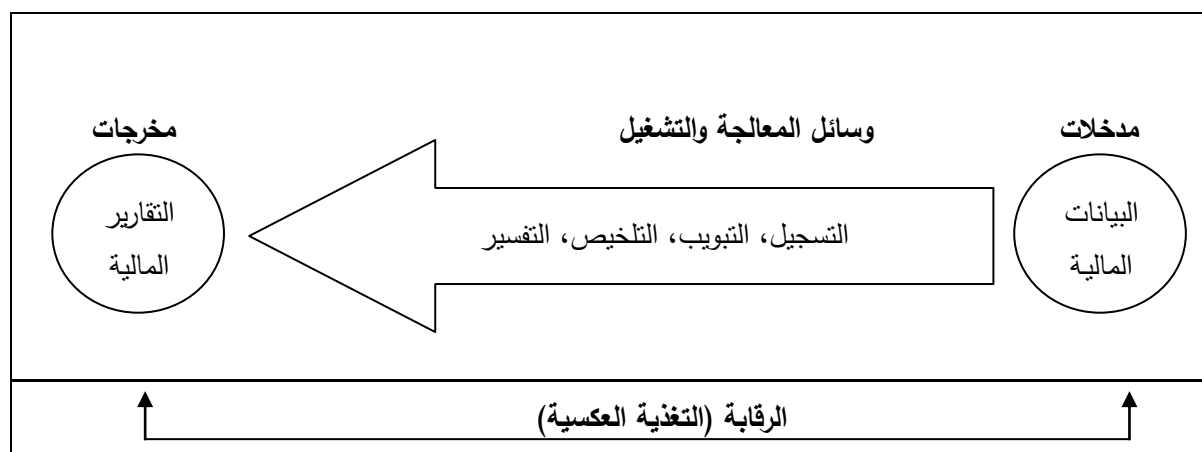 مدخلات
وسائل المعالجة والتشغيل
مخرجات
البيانات
المالية
التسجيل، التبويب، التلخيص، التفسير
التقارير
المالية
الرقابة (التغذية العكسية)